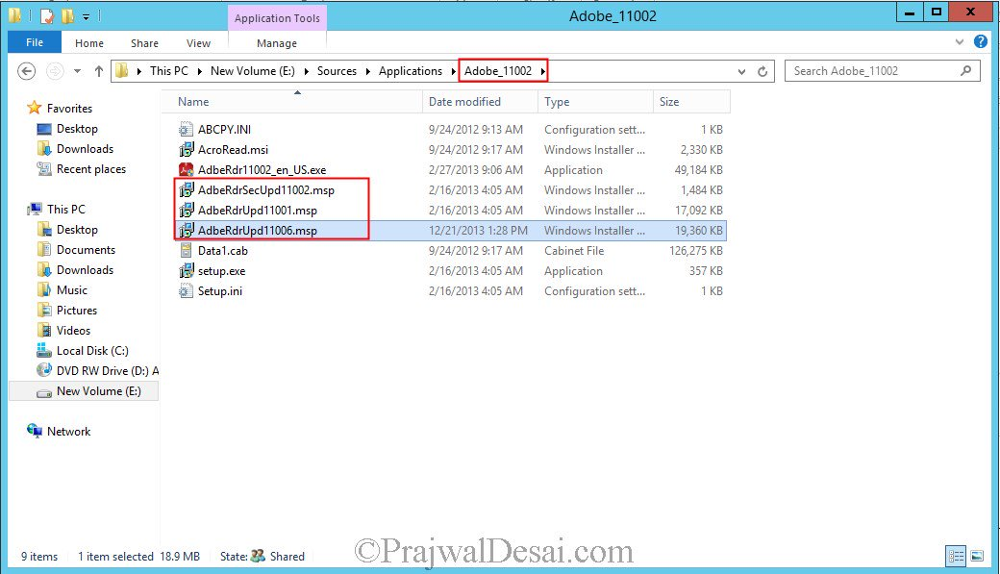 Application Tools
Adobe_11002
File Home Share View Manage
This PC New Volume (E:) Sources Applications Adobe_11002 Search Adobe_11002
Name Date modified Type Size
Favorites
Desktop
Downloads
Recent places
This PC
Desktop
Documents
Downloads
Music
Pictures
Videos
Local Disk (C:)
DVD RW Drive (D:) A
New Volume (E:)
Network
ABCPY.INI 9/24/2012 9:13 AM Configuration sett... 1 KB
AcroRead.msi 9/24/2012 9:17 AM Windows Installer ... 2,330 KB
AdbeRdr11002_en_US.exe 2/27/2013 9:06 AM Application 49,184 KB
AdbeRdrSecUpd11002.msp 2/16/2013 4:05 AM Windows Installer ... 1,484 KB
AdbeRdrUpd11001.msp 2/16/2013 4:05 AM Windows Installer ... 17,092 KB
AdbeRdrUpd11006.msp 12/21/2013 1:28 PM Windows Installer ... 19,360 KB
Data1.cab 9/24/2012 9:17 AM Cabinet File 126,275 KB
setup.exe 2/16/2013 4:05 AM Application 357 KB
Setup.ini 2/16/2013 4:05 AM Configuration sett... 1 KB
9 items 1 item selected 18.9 MB State: Shared
©PrajwalDesai.com